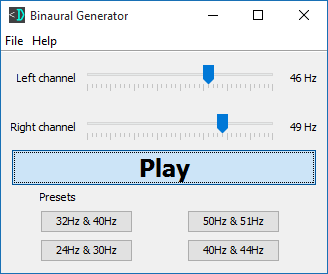 Binaural Generator
File Help
Left channel 46 Hz
Right channel 49 Hz
Play
Presets
32Hz & 40Hz 50Hz & 51Hz
24Hz & 30Hz 40Hz & 44Hz